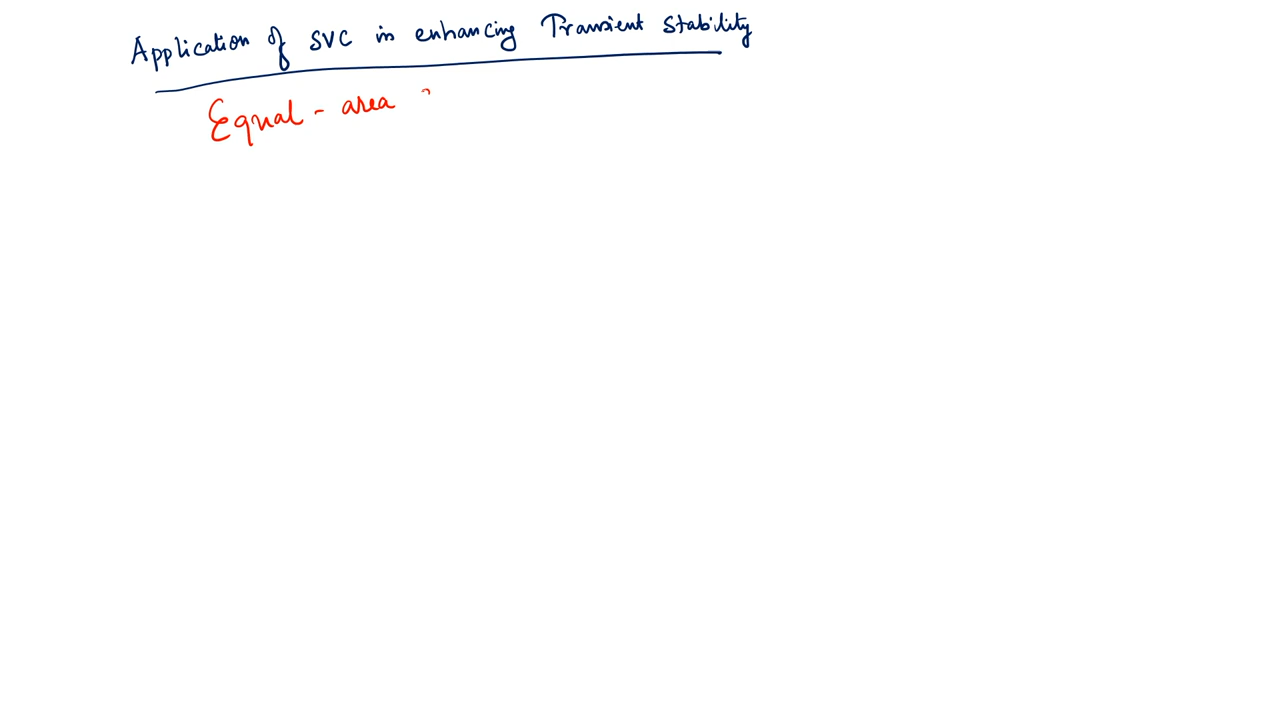 Application of SVC in enhancing Transient Stability
Equal - area